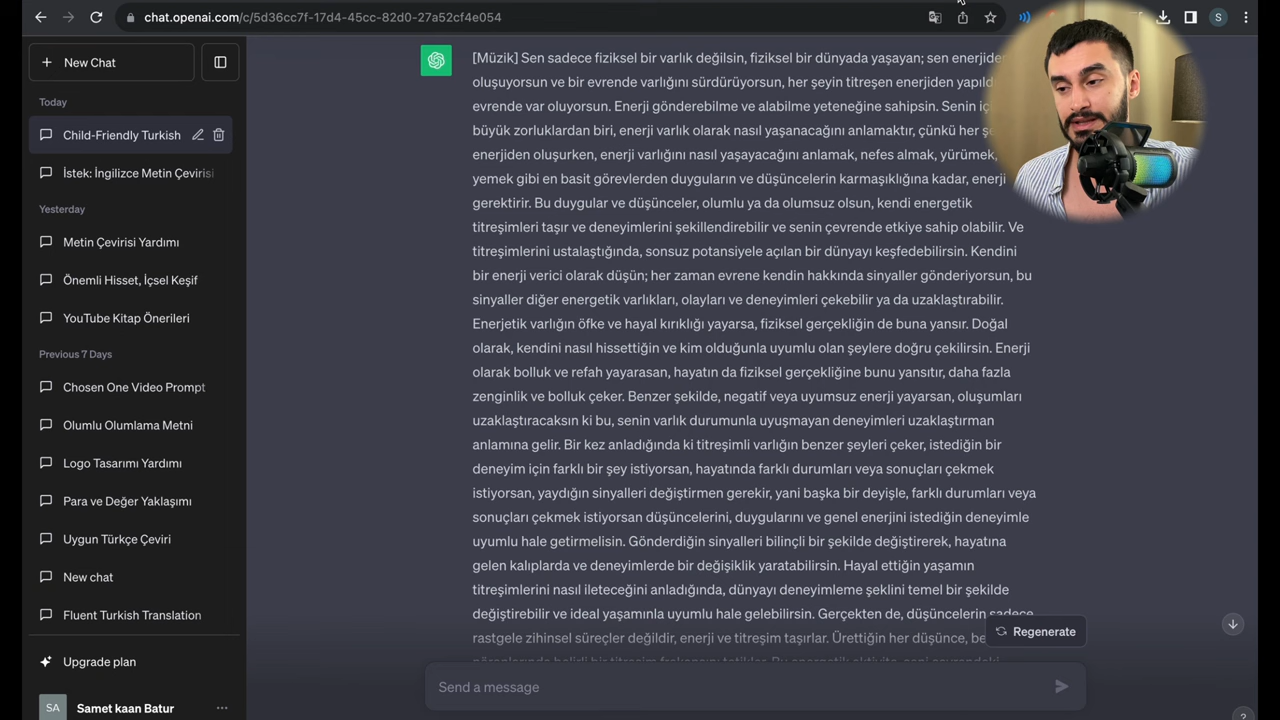 chat.openai.com/c/5d36cc7f-17d4-45cc-82d0-27a52cf4e054
S
New Chat
Today
Child-Friendly Turkish
İstek: İngilizce Metin Çevirisi
Yesterday
Metin Çevirisi Yardımı
Önemli Hisset, İçsel Keşif
YouTube Kitap Önerileri
Previous 7 Days
Chosen One Video Prompt
Olumlu Olumlama Metni
Logo Tasarımı Yardımı
Para ve Değer Yaklaşımı
Uygun Türkçe Çeviri
New chat
Fluent Turkish Translation
Upgrade plan
SA Samet kaan Batur
[Müzik] Sen sadece fiziksel bir varlık değilsin, fiziksel bir dünyada yaşayan; sen enerjiden
oluşuyorsun ve bir evrende varlığını sürdürüyorsun, her şeyin titreşen enerjiden
evrende var oluyorsun. Enerji gönderebilme ve alabilme yeteneğine sahipsin. Senin
büyük zorluklardan biri, enerji varlık olarak nasıl yaşanacağını anlamaktır, çünkü her
enerjiden oluşurken, enerji varlığını nasıl yaşayacağını anlamak, nefes almak, yürümek,
yemek gibi en basit görevlerden duyguların ve düşüncelerin karmaşıklığına kadar, enerji
gerektirir. Bu duygular ve düşünceler, olumlu ya da olumsuz olsun, kendi energetik
titreşimleri taşır ve deneyimlerini şekillendirebilir ve senin çevrende etkiye sahip olabilir. Ve
titreşimlerini ustalaştığında, sonsuz potansiyele açılan bir dünyayı keşfedebilirsin. Kendini
bir enerji verici olarak düşün; her zaman evrene kendin hakkında sinyaller gönderiyorsun, bu
sinyaller diğer energetik varlıkları, olayları ve deneyimleri çekebilir ya da uzaklaştırabilir.
Enerjetik varlığın öfke ve hayal kırıklığı yayarsa, fiziksel gerçekliğin de buna yansır. Doğal
olarak, kendini nasıl hissettiğin ve kim olduğunla uyumlu olan şeylere doğru çekilirsin. Enerji
olarak bolluk ve refah yayarasan, hayatın da fiziksel gerçekliğine bunu yansıtır, daha fazla
zenginlik ve bolluk çeker. Benzer şekilde, negatif veya uyumsuz enerji yayarsan, oluşumları
uzaklaştıracaksın ki bu, senin varlık durumunla uyuşmayan deneyimleri uzaklaştırman
anlamına gelir. Bir kez anladığında ki titreşimli varlığın benzer şeyleri çeker, istediğin bir
deneyim için farklı bir şey istiyorsan, hayatında farklı durumları veya sonuçları çekmek
istiyorsan, yaydığın sinyalleri değiştirmen gerekir, yani başka bir deyişle, farklı durumları veya
sonuçları çekmek istiyorsan düşüncelerini, duygularını ve genel enerjini istediğin deneyimle
uyumlu hale getirmelisin. Gönderdiğin sinyalleri bilinçli bir şekilde değiştirerek, hayatına
gelen kalıplarda ve deneyimlerde bir değişiklik yaratabilirsin. Hayal ettiğin yaşamın
titreşimlerini nasıl ileteceğini anladığında, dünyayı deneyimleme şeklini temel bir şekilde
değiştirebilir ve ideal yaşamınla uyumlu hale gelebilirsin. Gerçekten de, düşüncelerin sadece
rastgele zihinsel süreçler değildir, enerji ve titreşim taşırlar. Ürettiğin her düşünce,
Regenerate
Send a message
?